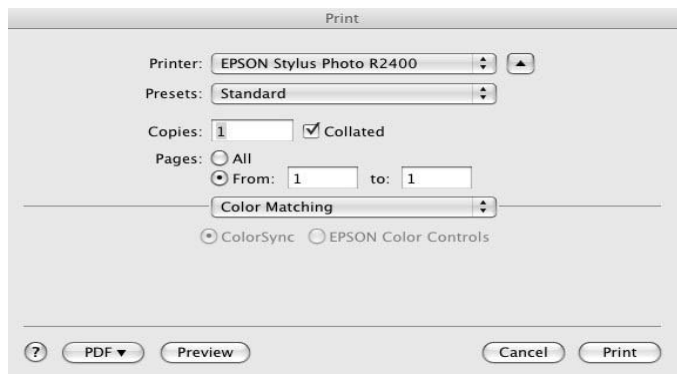 Print
Printer: EPSON Stylus Photo R2400
Presets: Standard
Copies: 1 Collated
Pages: All
From: 1 to: 1
Color Matching
ColorSync EPSON Color Controls
? PDF Preview Cancel Print